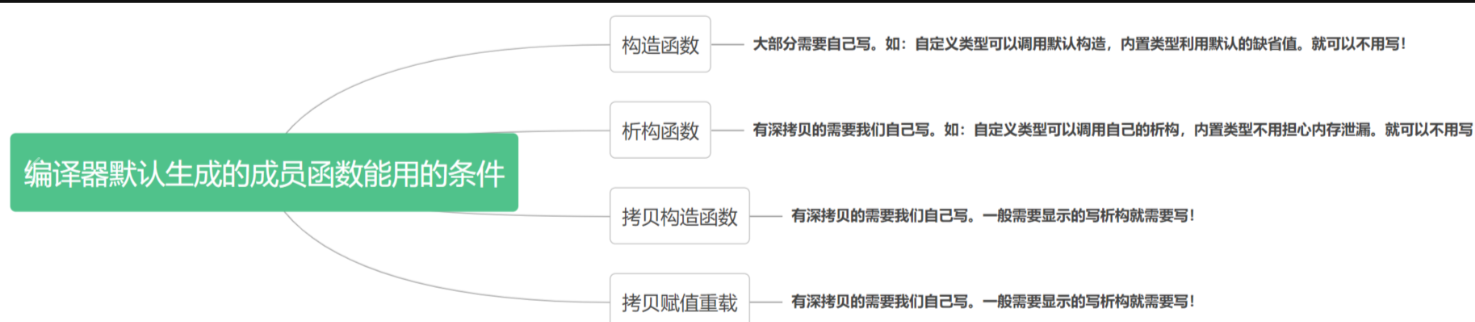 构造函数
大部分需要自己写。如：自定义类型可以调用默认构造，内置类型利用默认的缺省值。就可以不用写！
析构函数
有深拷贝的需要我们自己写。如：自定义类型可以调用自己的析构，内置类型不用担心内存泄漏。就可以不用写
编译器默认生成的成员函数能用的条件
拷贝构造函数
有深拷贝的需要我们自己写。一般需要显示的写析构就需要写！
拷贝赋值重载
有深拷贝的需要我们自己写。一般需要显示的写析构就需要写！